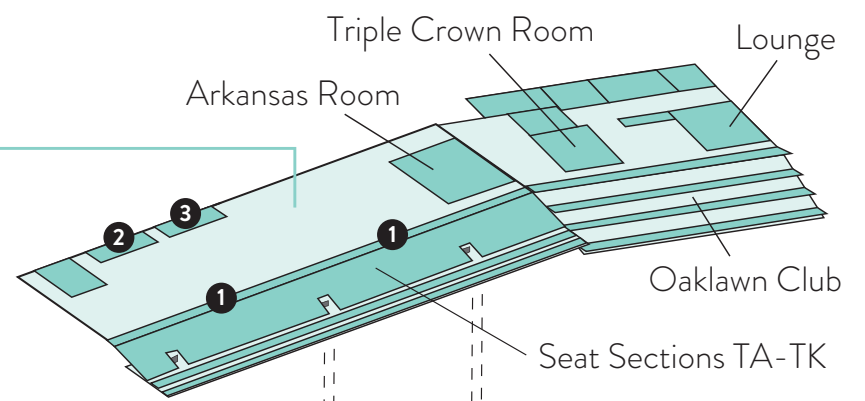 Triple Crown Room
Lounge
Arkansas Room
3
2
1
1
Oaklawn Club
Seat Sections TA-TK